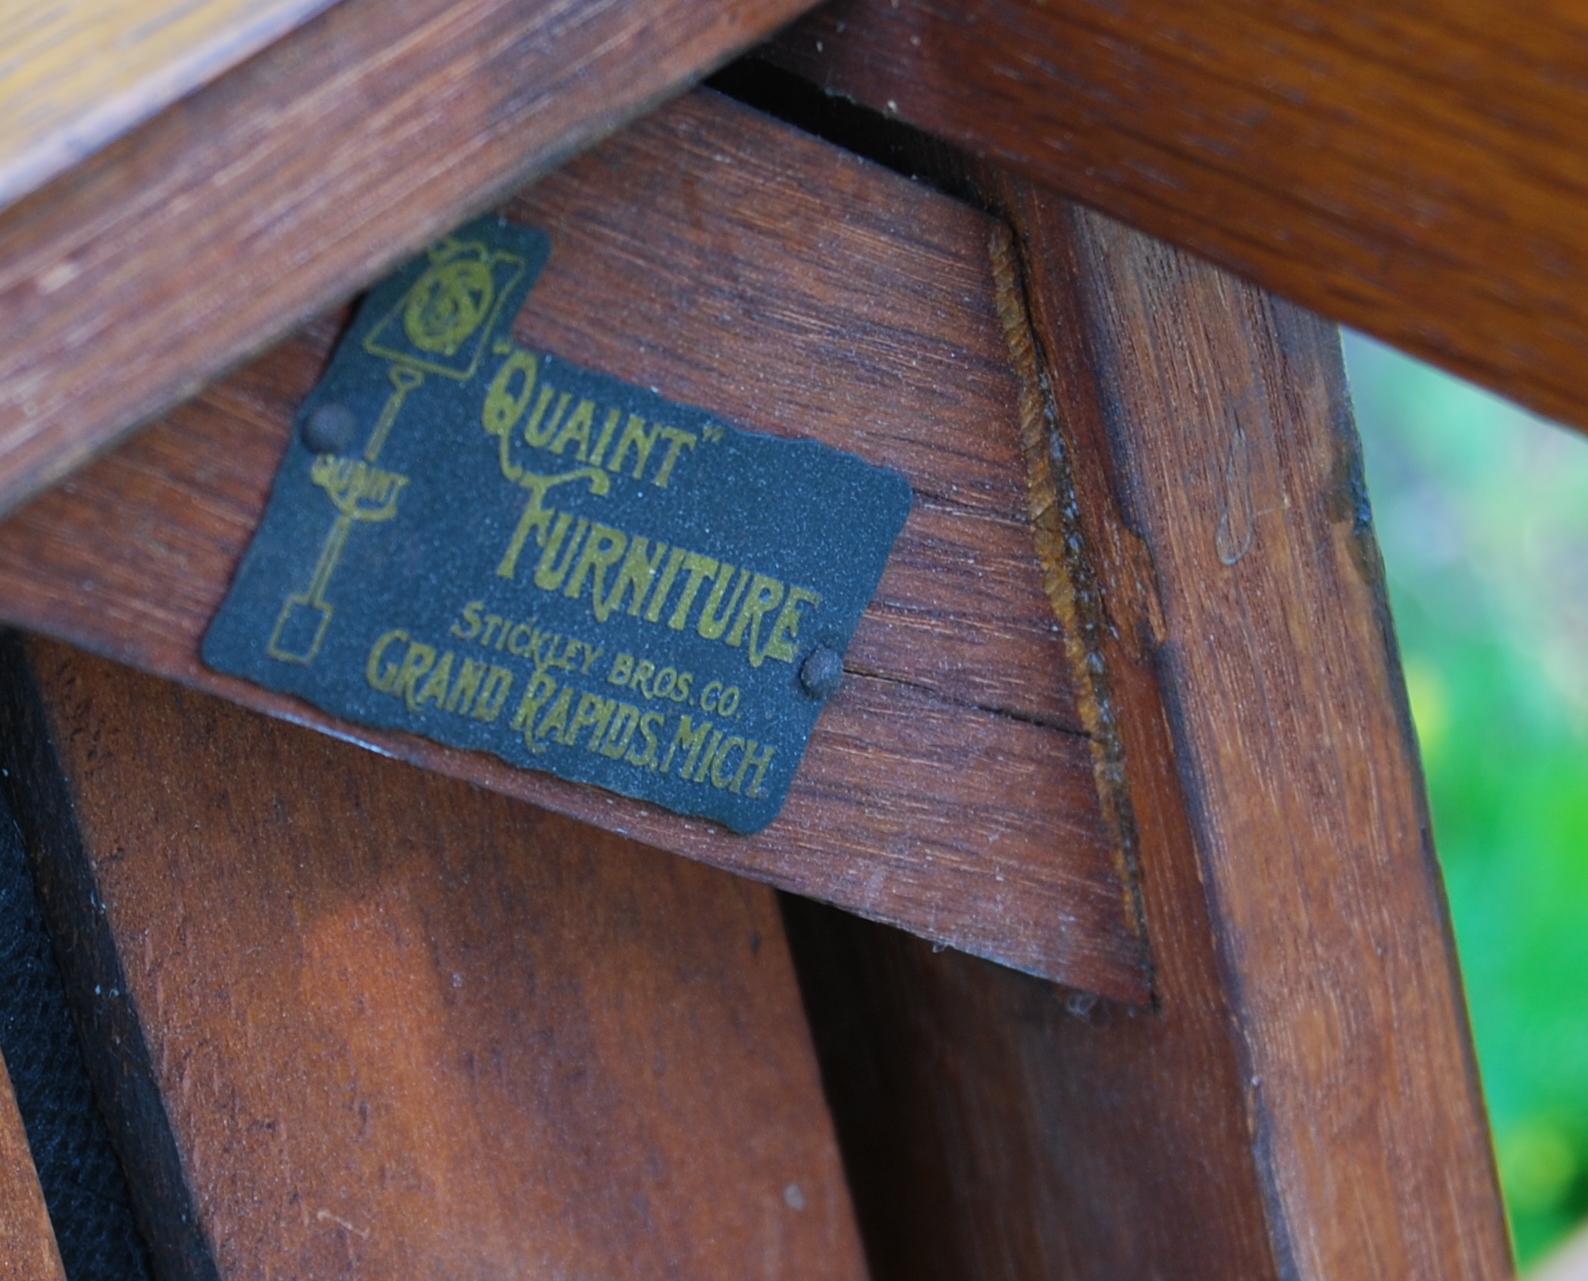 "QUAINT"
FURNITURE
STICKLEY BROS. CO.
GRAND RAPIDS, MICH.
QUAINT